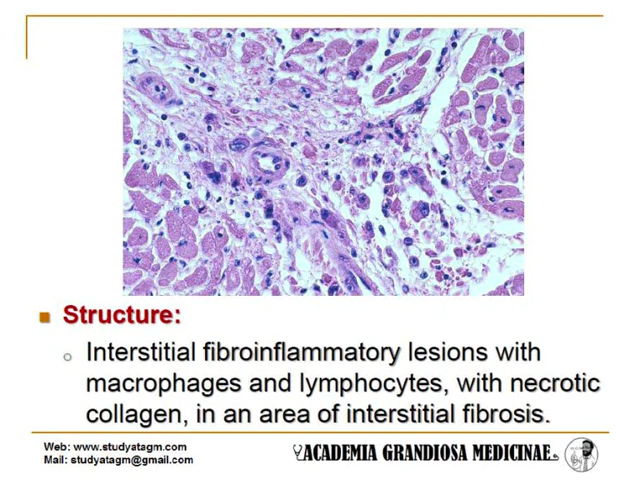 Structure:
Interstitial fibroinflammatory lesions with
macrophages and lymphocytes, with necrotic
collagen, in an area of interstitial fibrosis.
Web: www.studyatagm.com
Mail: studyatagm@gmail.com
ACADEMIA GRANDIOSA MEDICINAE